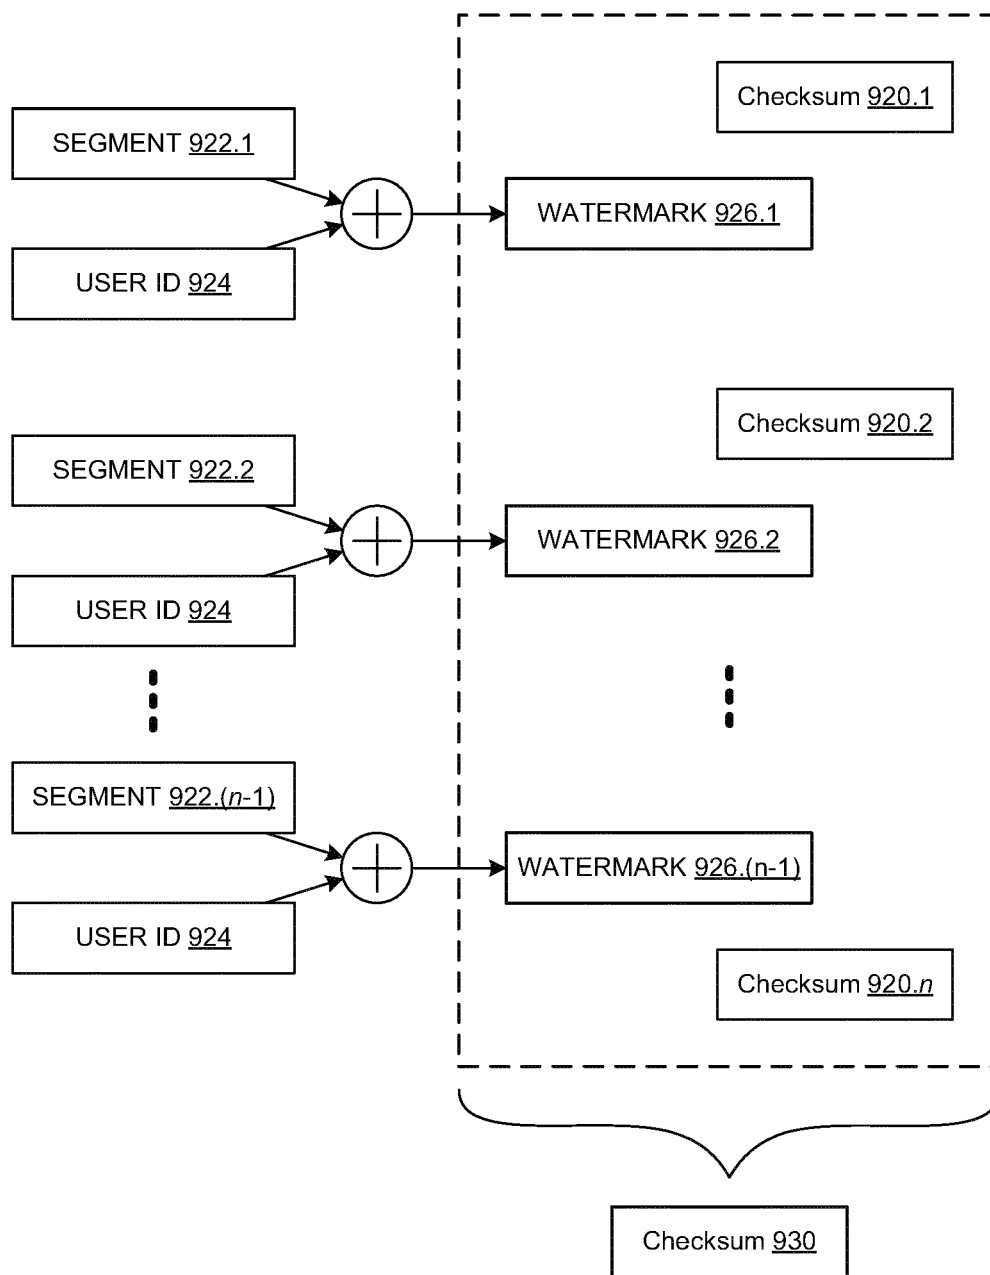 Checksum 920.1
SEGMENT 922.1
WATERMARK 926.1
USER ID 924
Checksum 920.2
SEGMENT 922.2
WATERMARK 926.2
USER ID 924
SEGMENT 922.(n-1)
WATERMARK 926.(n-1)
USER ID 924
Checksum 920.n
Checksum 930